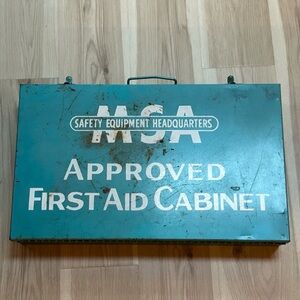 MSA
SAFETY EQUIPMENT HEADQUARTERS
APPROVED
FIRST AID CABINET